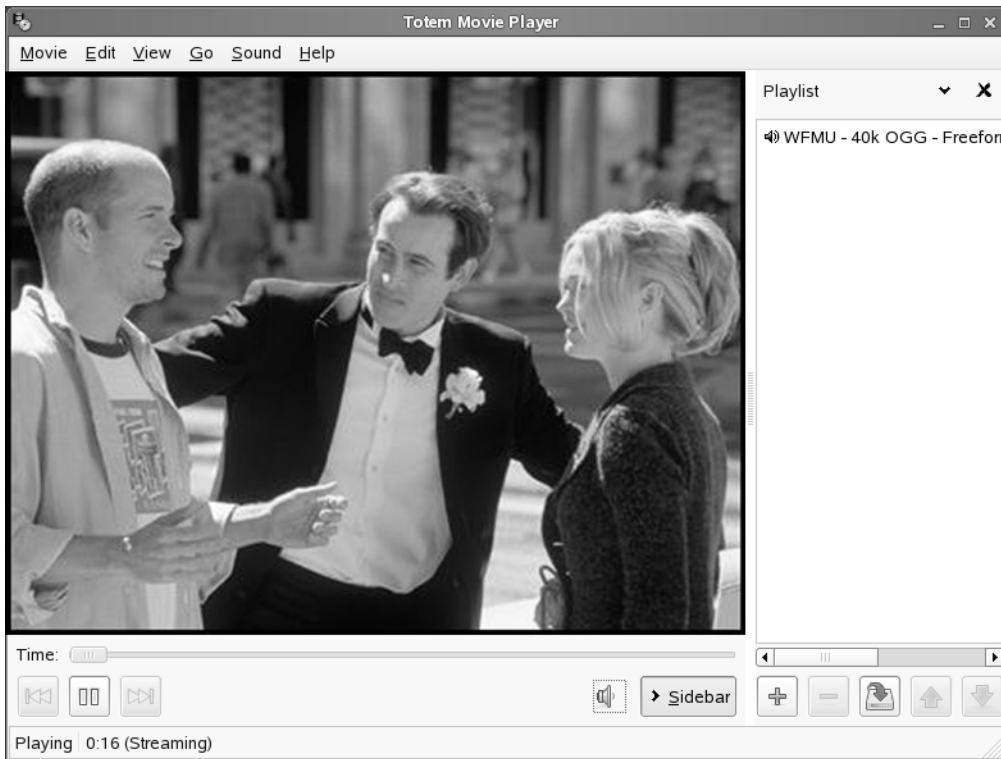 Totem Movie Player
Movie Edit View Go Sound Help
Playlist
WFMU - 40k OGG - Freefor
Time:
Sidebar
Playing 0:16 (Streaming)